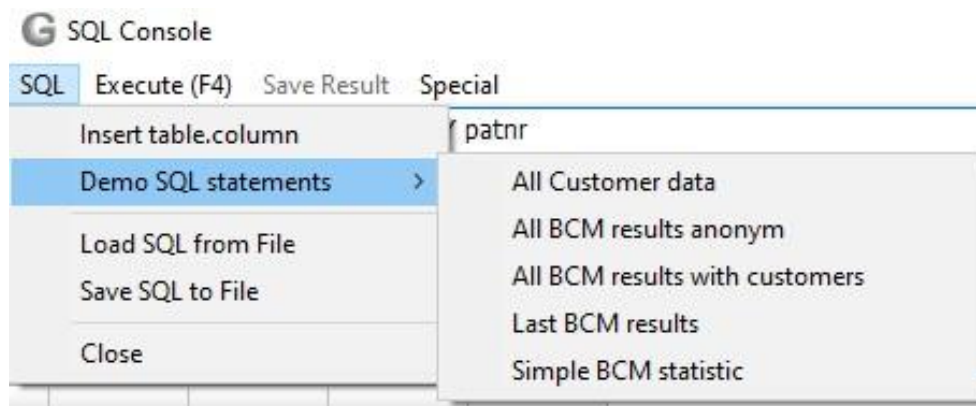 G SQL Console
SQL Execute (F4) Save Result Special
Insert table.column
patnr
Demo SQL statements >
All Customer data
All BCM results anonym
Load SQL from File
All BCM results with customers
Save SQL to File
Last BCM results
Close
Simple BCM statistic